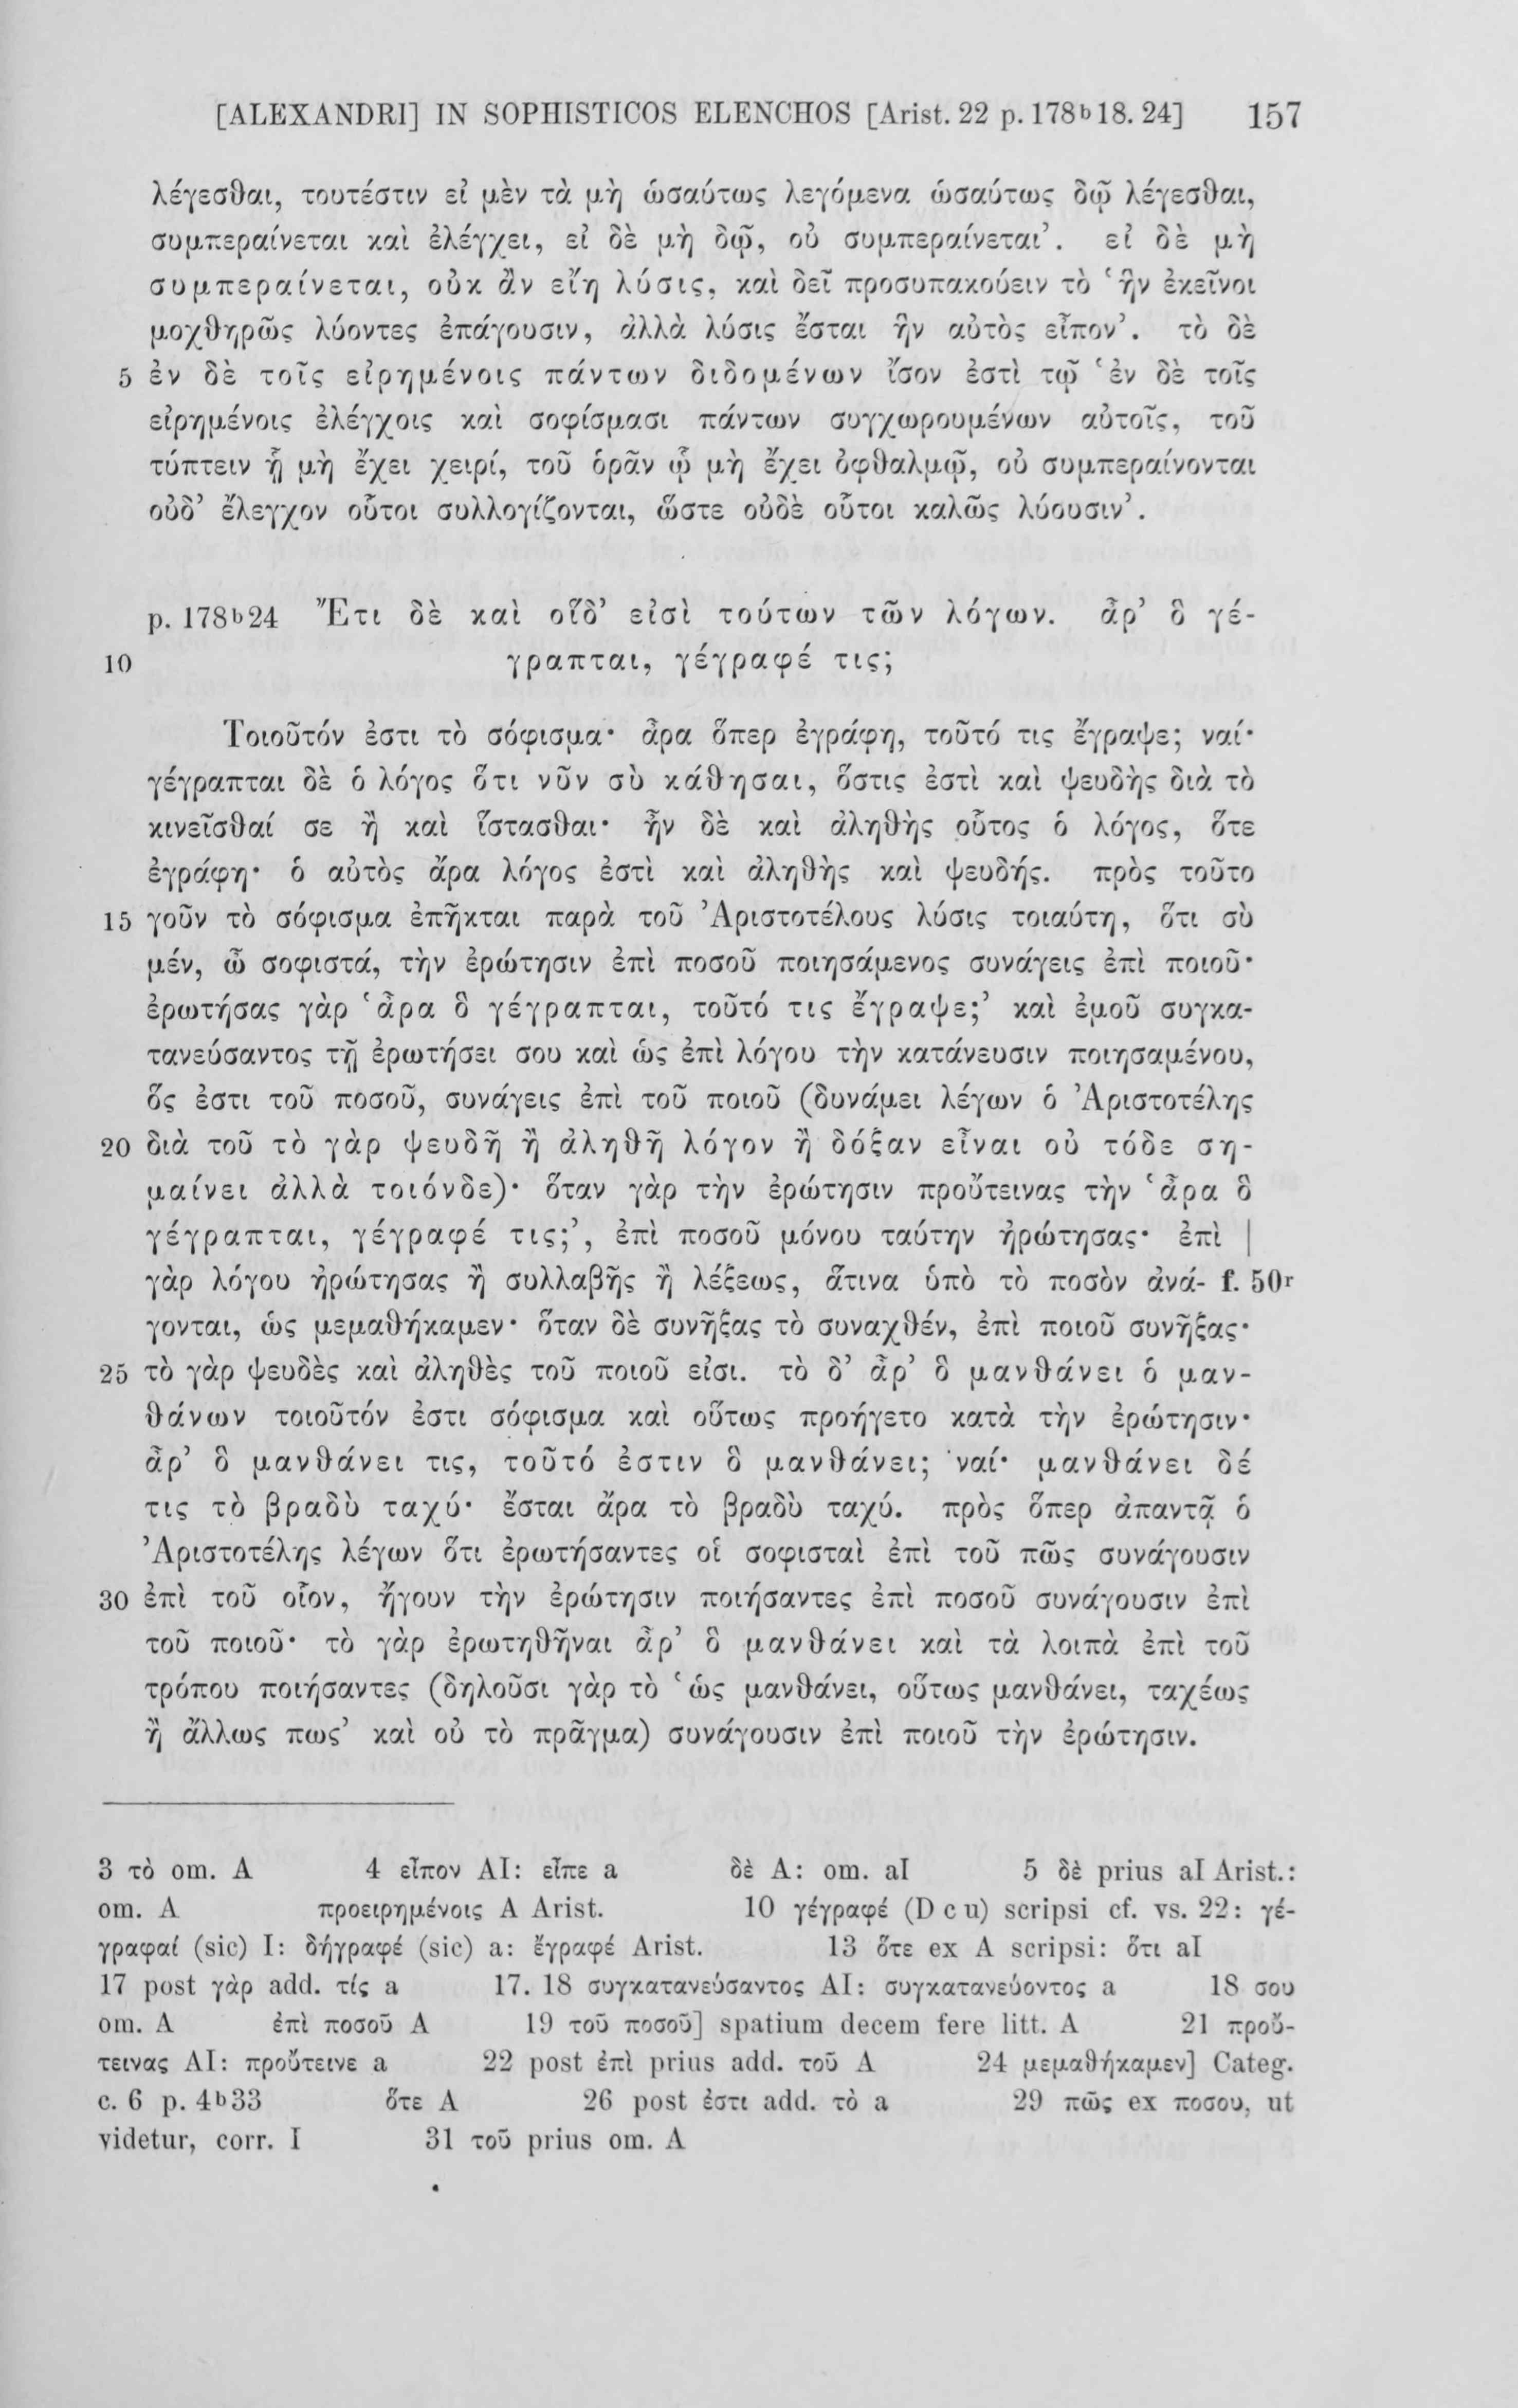 [ALEXANDRI] IN SOPHISTICOS ELENCHOS [Arist. 22 p. 178ᵇ18. 24] 157
λέγεσθαι, τουτέστιν εἰ μὲν τὰ μὴ ὡσαύτως λεγόμενα ὡσαύτως δῷ λέγεσθαι,
συμπεραίνεται καὶ ἐλέγχει, εἰ δὲ μὴ δῷ, οὐ συμπεραίνεται’. εἰ δὲ μὴ
συμπεραίνεται, οὐκ ἂν εἴη λύσις, καὶ δεῖ προσυπακούειν τὸ ‘ἣν ἐκεῖνοι
μοχθηρῶς λύοντες ἐπάγουσιν, ἀλλὰ λύσις ἔσται ἣν αὐτὸς εἶπον’. τὸ δὲ
5 ἐν δὲ τοῖς εἰρημένοις πάντων διδομένων ἴσον ἐστὶ τῷ ‘ἐν δὲ τοῖς
εἰρημένοις ἐλέγχοις καὶ σοφίσμασι πάντων συγχωρουμένων αὐτοῖς, τοῦ
τύπτειν ᾗ μὴ ἔχει χειρί, τοῦ ὁρᾶν ᾧ μὴ ἔχει ὀφθαλμῷ, οὐ συμπεραίνονται
οὐδ’ ἔλεγχον οὗτοι συλλογίζονται, ὥστε οὐδὲ οὗτοι καλῶς λύουσιν’.
p. 178ᵇ24 Ἔτι δὲ καὶ οἵδ’ εἰσὶ τούτων τῶν λόγων. ἆρ’ ὃ γέ-
10 γραπται, γέγραφέ τις;
Τοιοῦτόν ἐστι τὸ σόφισμα· ἆρα ὅπερ ἐγράφη, τοῦτό τις ἔγραψε; ναί·
γέγραπται δὲ ὁ λόγος ὅτι νῦν σὺ κάθησαι, ὅστις ἐστὶ καὶ ψευδὴς διὰ τὸ
κινεῖσθαί σε ἢ καὶ ἵστασθαι· ἦν δὲ καὶ ἀληθὴς οὗτος ὁ λόγος, ὅτε
ἐγράφη· ὁ αὐτὸς ἄρα λόγος ἐστὶ καὶ ἀληθὴς καὶ ψευδής. πρὸς τοῦτο
15 γοῦν τὸ σόφισμα ἐπῆκται παρὰ τοῦ Ἀριστοτέλους λύσις τοιαύτη, ὅτι σὺ
μέν, ὦ σοφιστά, τὴν ἐρώτησιν ἐπὶ ποσοῦ ποιησάμενος συνάγεις ἐπὶ ποιοῦ·
ἐρωτήσας γὰρ ‘ἆρα ὃ γέγραπται, τοῦτό τις ἔγραψε;’ καὶ ἐμοῦ συγκα-
τανεύσαντος τῇ ἐρωτήσει σου καὶ ὡς ἐπὶ λόγου τὴν κατάνευσιν ποιησαμένου,
ὅς ἐστι τοῦ ποσοῦ, συνάγεις ἐπὶ τοῦ ποιοῦ (δυνάμει λέγων ὁ Ἀριστοτέλης
20 διὰ τοῦ τὸ γὰρ ψευδῆ ἢ ἀληθῆ λόγον ἢ δόξαν εἶναι οὐ τόδε ση-
μαίνει ἀλλὰ τοιόνδε)· ὅταν γὰρ τὴν ἐρώτησιν προὔτεινας τὴν ‘ἆρα ὃ
γέγραπται, γέγραφέ τις;’, ἐπὶ ποσοῦ μόνου ταύτην ἠρώτησας· ἐπὶ |
γὰρ λόγου ἠρώτησας ἢ συλλαβῆς ἢ λέξεως, ἅτινα ὑπὸ τὸ ποσὸν ἀνά- f. 50ʳ
γονται, ὡς μεμαθήκαμεν· ὅταν δὲ συνῆξας τὸ συναχθέν, ἐπὶ ποιοῦ συνῆξας·
25 τὸ γὰρ ψευδὲς καὶ ἀληθὲς τοῦ ποιοῦ εἰσι. τὸ δ’ ἆρ’ ὃ μανθάνει ὁ μαν-
θάνων τοιοῦτόν ἐστι σόφισμα καὶ οὕτως προήγετο κατὰ τὴν ἐρώτησιν·
ἆρ’ ὃ μανθάνει τις, τοῦτό ἐστιν ὃ μανθάνει; ναί· μανθάνει δέ
τις τὸ βραδὺ ταχύ· ἔσται ἄρα τὸ βραδὺ ταχύ. πρὸς ὅπερ ἀπαντᾷ ὁ
Ἀριστοτέλης λέγων ὅτι ἐρωτήσαντες οἱ σοφισταὶ ἐπὶ τοῦ πῶς συνάγουσιν
30 ἐπὶ τοῦ οἷον, ἤγουν τὴν ἐρώτησιν ποιήσαντες ἐπὶ ποσοῦ συνάγουσιν ἐπὶ
τοῦ ποιοῦ· τὸ γὰρ ἐρωτηθῆναι ἆρ’ ὃ μανθάνει καὶ τὰ λοιπὰ ἐπὶ τοῦ
τρόπου ποιήσαντες (δηλοῦσι γὰρ τὸ ‘ὡς μανθάνει, οὕτως μανθάνει, ταχέως
ἢ ἄλλως πως’ καὶ οὐ τὸ πρᾶγμα) συνάγουσιν ἐπὶ ποιοῦ τὴν ἐρώτησιν.
3 τὸ om. A 4 εἶπον AI: εἶπε a δὲ A: om. aI 5 δὲ prius aI Arist.:
om. A προειρημένοις A Arist. 10 γέγραφέ (D c u) scripsi cf. vs. 22: γέ-
γραφαί (sic) I: δήγραφέ (sic) a: ἔγραφέ Arist. 13 ὅτε ex A scripsi: ὅτι aI
17 post γὰρ add. τίς a 17. 18 συγκατανεύσαντος AI: συγκατανεύοντος a 18 σου
om. A ἐπὶ ποσοῦ A 19 τοῦ ποσοῦ] spatium decem fere litt. A 21 προὔ-
τεινας AI: προὔτεινε a 22 post ἐπὶ prius add. τοῦ A 24 μεμαθήκαμεν] Categ.
c. 6 p. 4ᵇ33 ὅτε A 26 post ἐστι add. τὸ a 29 πῶς ex ποσου, ut
videtur, corr. I 31 τοῦ prius om. A